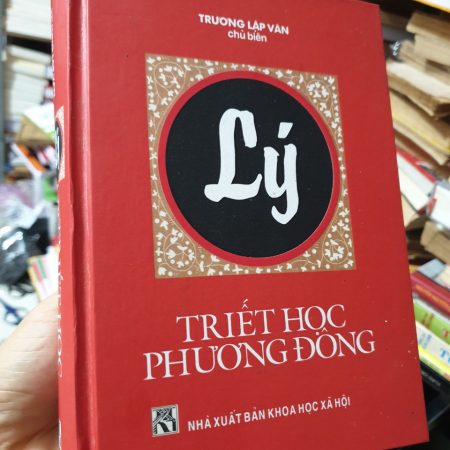 TRƯƠNG LẬP VĂN
chủ biên
Lý
TRIẾT HỌC
PHƯƠNG ĐÔNG
NHÀ XUẤT BẢN KHOA HỌC XÃ HỘI